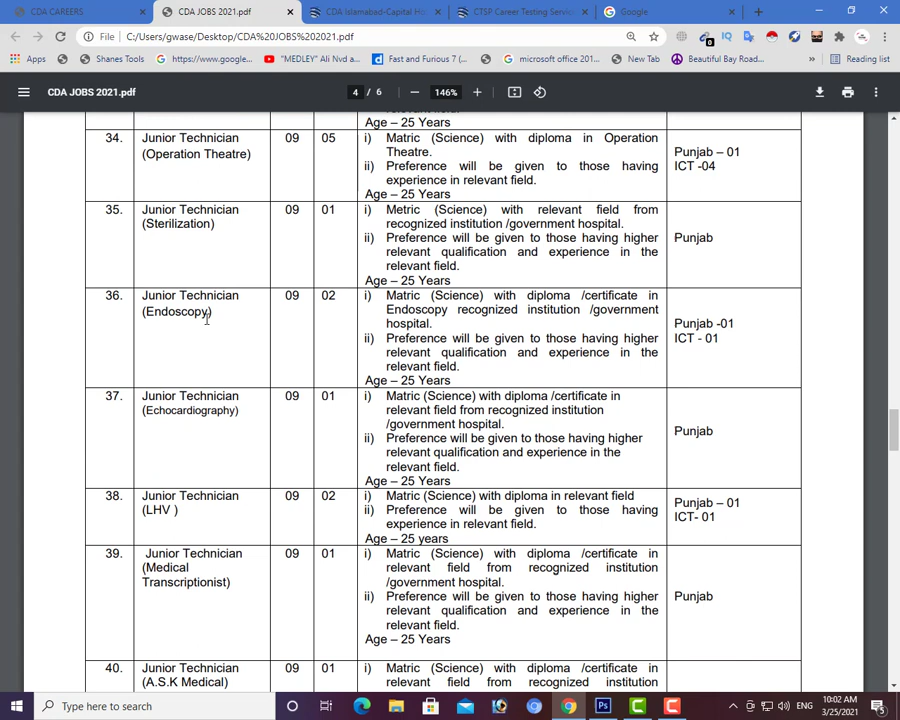 CDA CAREERS
CDA JOBS 2021.pdf
CDA Islamabad-Capital Ho
CTSP Career Testing Service
Google
File
C:/Users/gwase/Desktop/CDA%20JOBS%202021.pdf
Apps
Shanes Tools
https://www.google...
"MEDLEY" Ali Nvd a...
Fast and Furious 7 (...
microsoft office 201...
New Tab
Beautiful Bay Road...
»
Reading list
CDA JOBS 2021.pdf
4 / 6
146%
Age – 25 Years
34. Junior Technician 09 05 i) Matric (Science) with diploma in Operation
(Operation Theatre) Theatre. Punjab – 01
ii) Preference will be given to those having ICT -04
experience in relevant field.
Age – 25 Years
35. Junior Technician 09 01 i) Metric (Science) with relevant field from
(Sterilization) recognized institution /government hospital.
ii) Preference will be given to those having higher Punjab
relevant qualification and experience in the
relevant field.
Age – 25 Years
36. Junior Technician 09 02 i) Matric (Science) with diploma /certificate in
(Endoscopy) Endoscopy recognized institution /government
hospital. Punjab -01
ii) Preference will be given to those having higher ICT - 01
relevant qualification and experience in the
relevant field.
Age – 25 Years
37. Junior Technician 09 01 i) Matric (Science) with diploma /certificate in
(Echocardiography) relevant field from recognized institution
/government hospital. Punjab
ii) Preference will be given to those having higher
relevant qualification and experience in the
relevant field.
Age – 25 Years
38. Junior Technician 09 02 i) Matric (Science) with diploma in relevant field Punjab – 01
(LHV ) ii) Preference will be given to those having ICT- 01
experience in relevant field.
Age – 25 years
39. Junior Technician 09 01 i) Matric (Science) with diploma /certificate in
(Medical relevant field from recognized institution
Transcriptionist) /government hospital.
ii) Preference will be given to those having higher Punjab
relevant qualification and experience in the
relevant field.
Age – 25 Years
40. Junior Technician 09 01 i) Matric (Science) with diploma /certificate in
(A.S.K Medical) relevant field from recognized institution
Type here to search
ENG
10:02 AM
3/25/2021
5